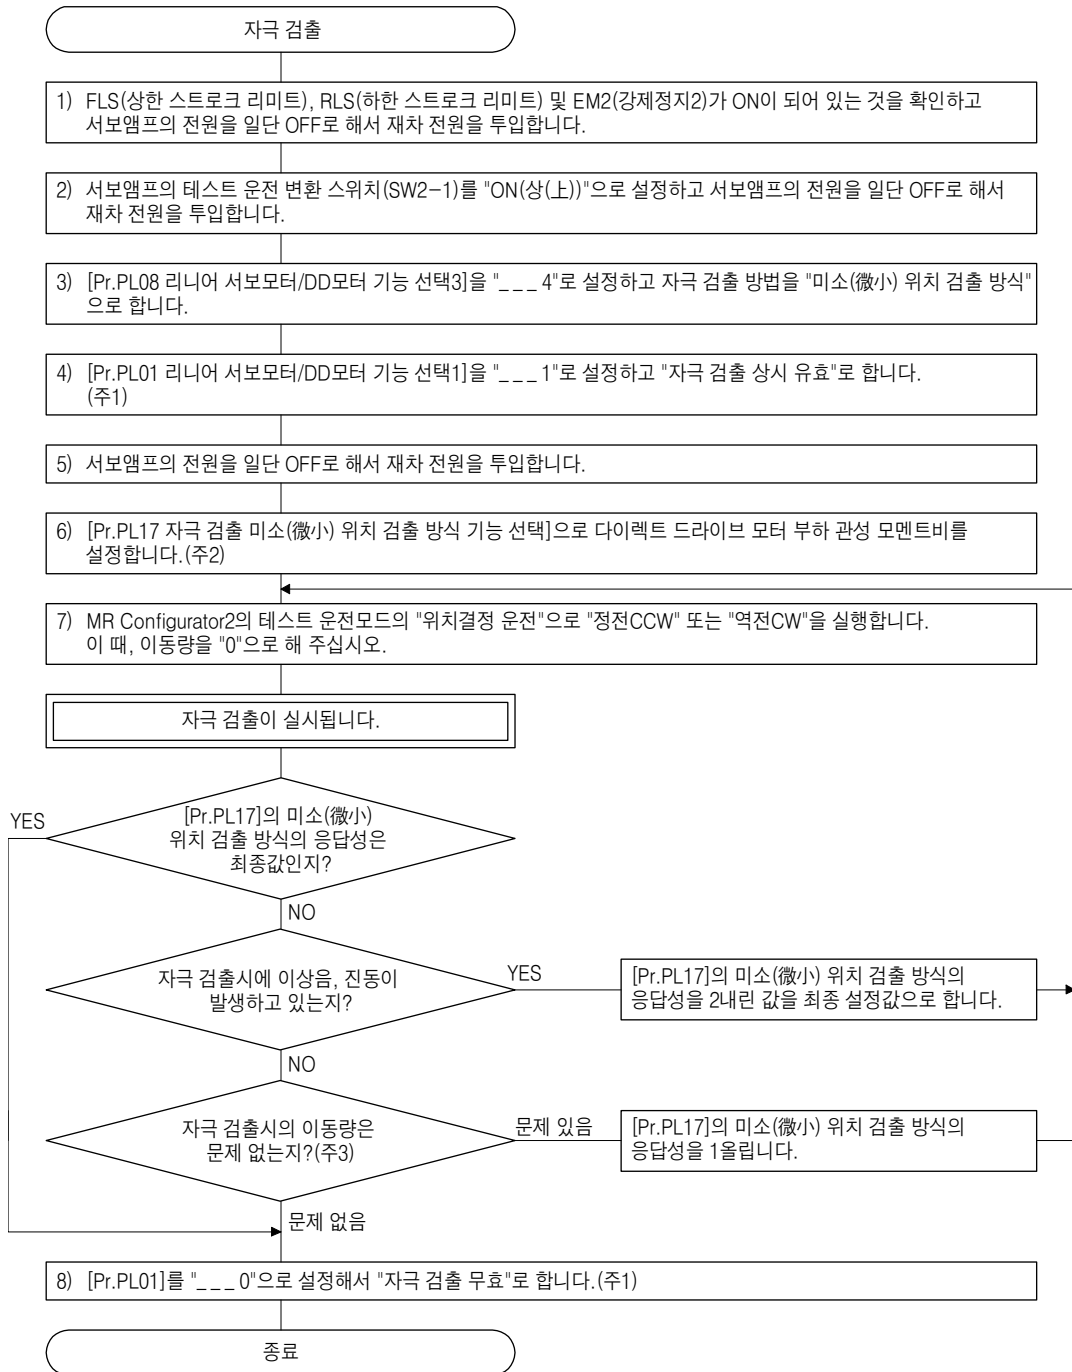 자극 검출
1) FLS(상한 스트로크 리미트), RLS(하한 스트로크 리미트) 및 EM2(강제정지2)가 ON이 되어 있는 것을 확인하고
서보앰프의 전원을 일단 OFF로 해서 재차 전원을 투입합니다.
2) 서보앰프의 테스트 운전 변환 스위치(SW2-1)를 "ON(상(上))"으로 설정하고 서보앰프의 전원을 일단 OFF로 해서
재차 전원을 투입합니다.
3) [Pr.PL08 리니어 서보모터/DD모터 기능 선택3]을 "_ _ _ 4"로 설정하고 자극 검출 방법을 "미소(微小) 위치 검출 방식"
으로 합니다.
4) [Pr.PL01 리니어 서보모터/DD모터 기능 선택1]을 "_ _ _ 1"로 설정하고 "자극 검출 상시 유효"로 합니다.
(주1)
5) 서보앰프의 전원을 일단 OFF로 해서 재차 전원을 투입합니다.
6) [Pr.PL17 자극 검출 미소(微小) 위치 검출 방식 기능 선택]으로 다이렉트 드라이브 모터 부하 관성 모멘트비를
설정합니다.(주2)
7) MR Configurator2의 테스트 운전모드의 "위치결정 운전"으로 "정전CCW" 또는 "역전CW"을 실행합니다.
이 때, 이동량을 "0"으로 해 주십시오.
자극 검출이 실시됩니다.
[Pr.PL17]의 미소(微小)
위치 검출 방식의 응답성은
최종값인지?
YES
NO
자극 검출시에 이상음, 진동이
발생하고 있는지?
YES
[Pr.PL17]의 미소(微小) 위치 검출 방식의
응답성을 2내린 값을 최종 설정값으로 합니다.
NO
자극 검출시의 이동량은
문제 없는지?(주3)
문제 있음
[Pr.PL17]의 미소(微小) 위치 검출 방식의
응답성을 1올립니다.
문제 없음
8) [Pr.PL01]를 "_ _ _ 0"으로 설정해서 "자극 검출 무효"로 합니다.(주1)
종료